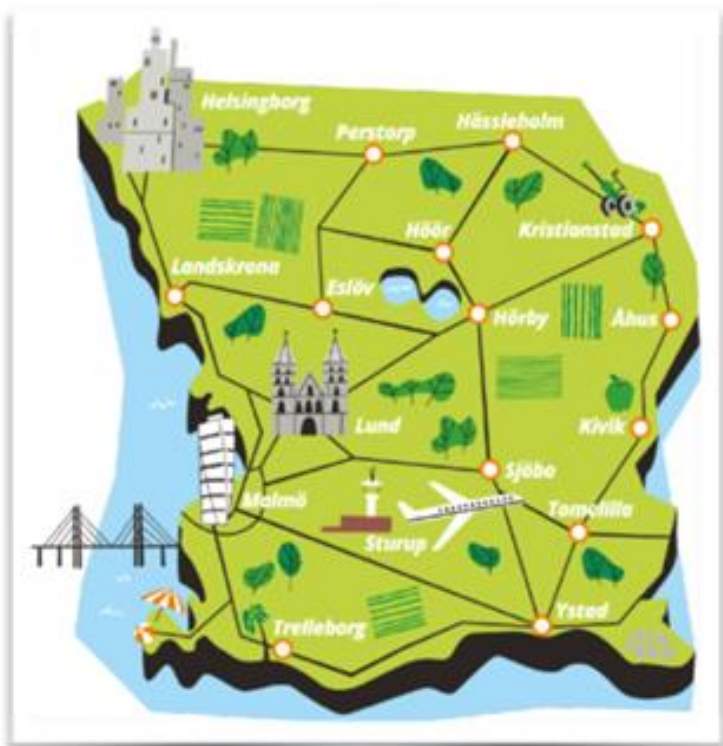 Helsingborg
Perstorp
Hässleholm
Höör
Kristianstad
Landskrona
Eslöv
Hörby
Åhus
Lund
Kivik
Sjöbo
Malmö
Tomelilla
Sturup
Ystad
Trelleborg